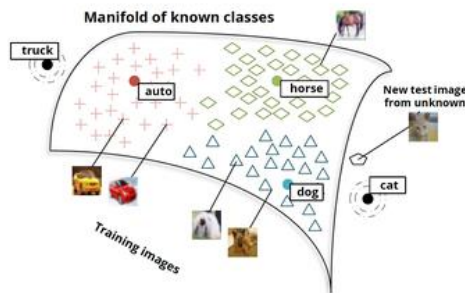 Manifold of known classes
truck
auto
horse
New test image
from unknown
dog
cat
Training images